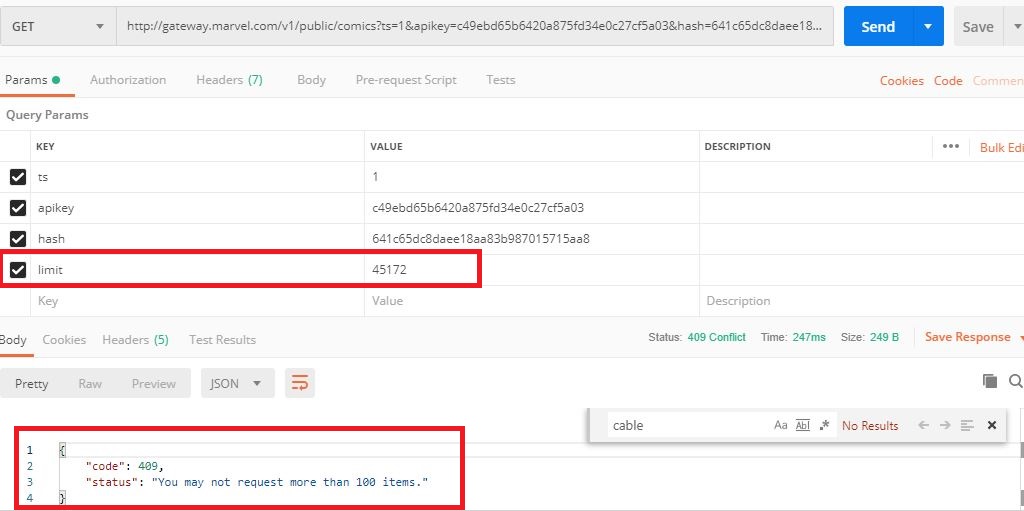 GET http://gateway.marvel.com/v1/public/comics?ts=1&apikey=c49ebd65b6420a875fd34e0c27cf5a03&hash=641c65dc8daee18... Send Save
Params Authorization Headers (7) Body Pre-request Script Tests Cookies Code Commen
Query Params
KEY VALUE DESCRIPTION ••• Bulk Edi
ts 1
apikey c49ebd65b6420a875fd34e0c27cf5a03
hash 641c65dc8daee18aa83b987015715aa8
limit 45172
Key Value Description
Body Cookies Headers (5) Test Results Status: 409 Conflict Time: 247ms Size: 249 B Save Response
Pretty Raw Preview JSON
cable Aa Abl .* No Results
1 {
2 "code": 409,
3 "status": "You may not request more than 100 items."
4 }